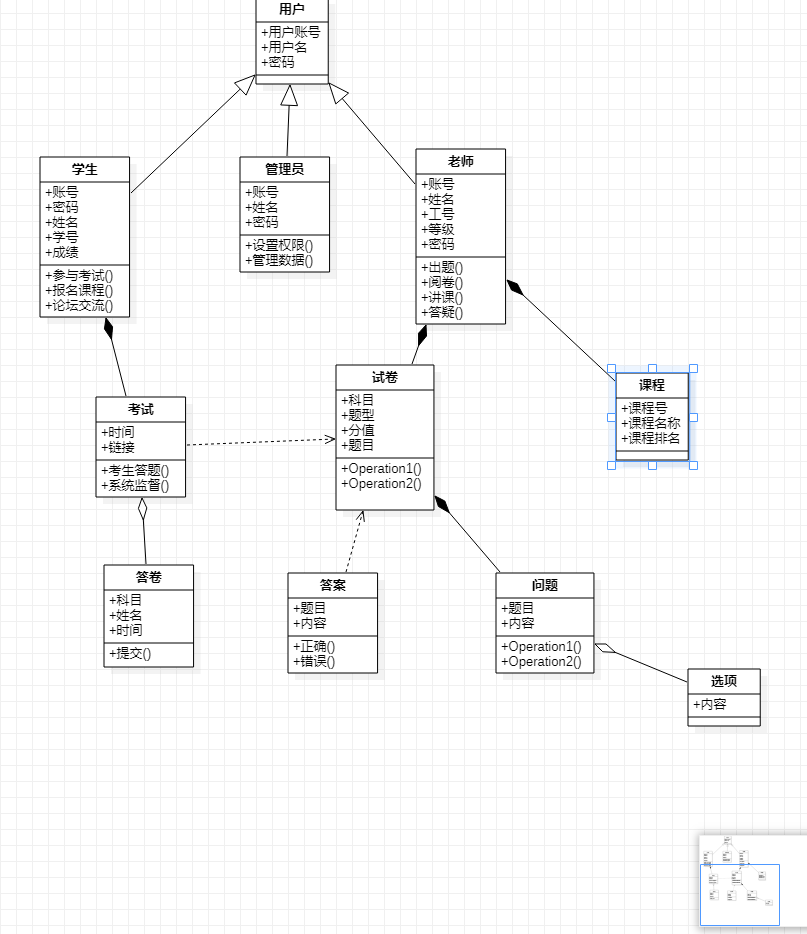 用户
+用户账号
+用户名
+密码
学生
+账号
+密码
+姓名
+学号
+成绩
+参与考试()
+报名课程()
+论坛交流()
管理员
+账号
+姓名
+密码
+设置权限()
+管理数据()
老师
+账号
+姓名
+工号
+等级
+密码
+出题()
+阅卷()
+讲课()
+答疑()
试卷
+科目
+题型
+分值
+题目
+Operation1()
+Operation2()
课程
+课程号
+课程名称
+课程排名
考试
+时间
+链接
+考生答题()
+系统监督()
答卷
+科目
+姓名
+时间
+提交()
答案
+题目
+内容
+正确()
+错误()
问题
+题目
+内容
+Operation1()
+Operation2()
选项
+内容